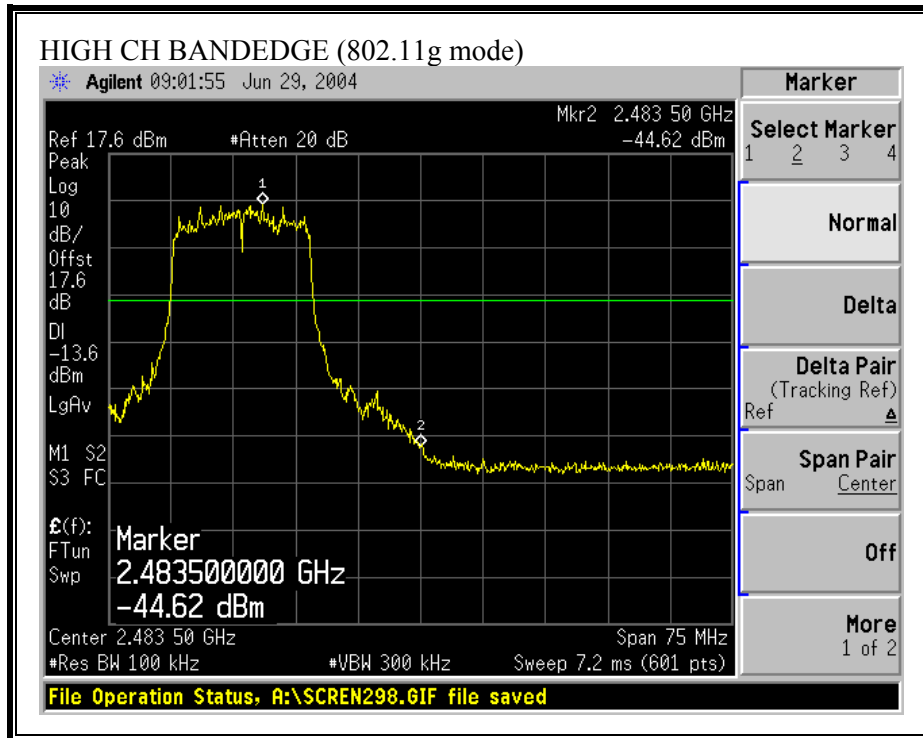 HIGH CH BANDEDGE (802.11g mode)
Agilent 09:01:55 Jun 29, 2004
Mkr2 2.483 50 GHz
Ref 17.6 dBm #Atten 20 dB -44.62 dBm
Peak
Log
10
dB/
Offst
17.6
dB
DI
-13.6
dBm
LgAv
M1 S2
S3 FC
£(f):
FTun
Swp
1
2
Marker
2.483500000 GHz
-44.62 dBm
Center 2.483 50 GHz Span 75 MHz
#Res BW 100 kHz #VBW 300 kHz Sweep 7.2 ms (601 pts)
File Operation Status, A:\SCREN298.GIF file saved
Marker
Select Marker
1 2 3 4
Normal
Delta
Delta Pair
(Tracking Ref)
Ref Δ
Span Pair
Span Center
Off
More
1 of 2